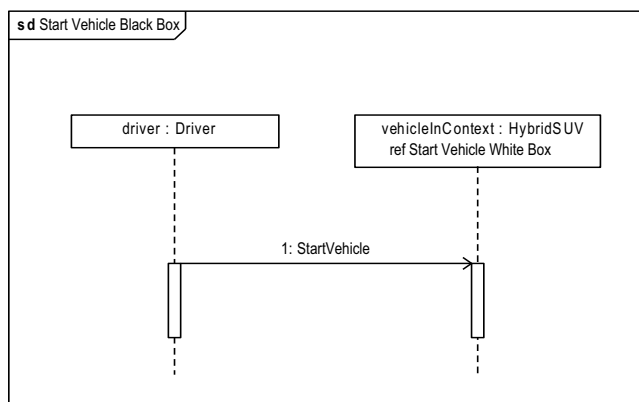 sd Start Vehicle Black Box
driver : Driver
vehicleInContext : HybridSUV
ref Start Vehicle White Box
1: StartVehicle